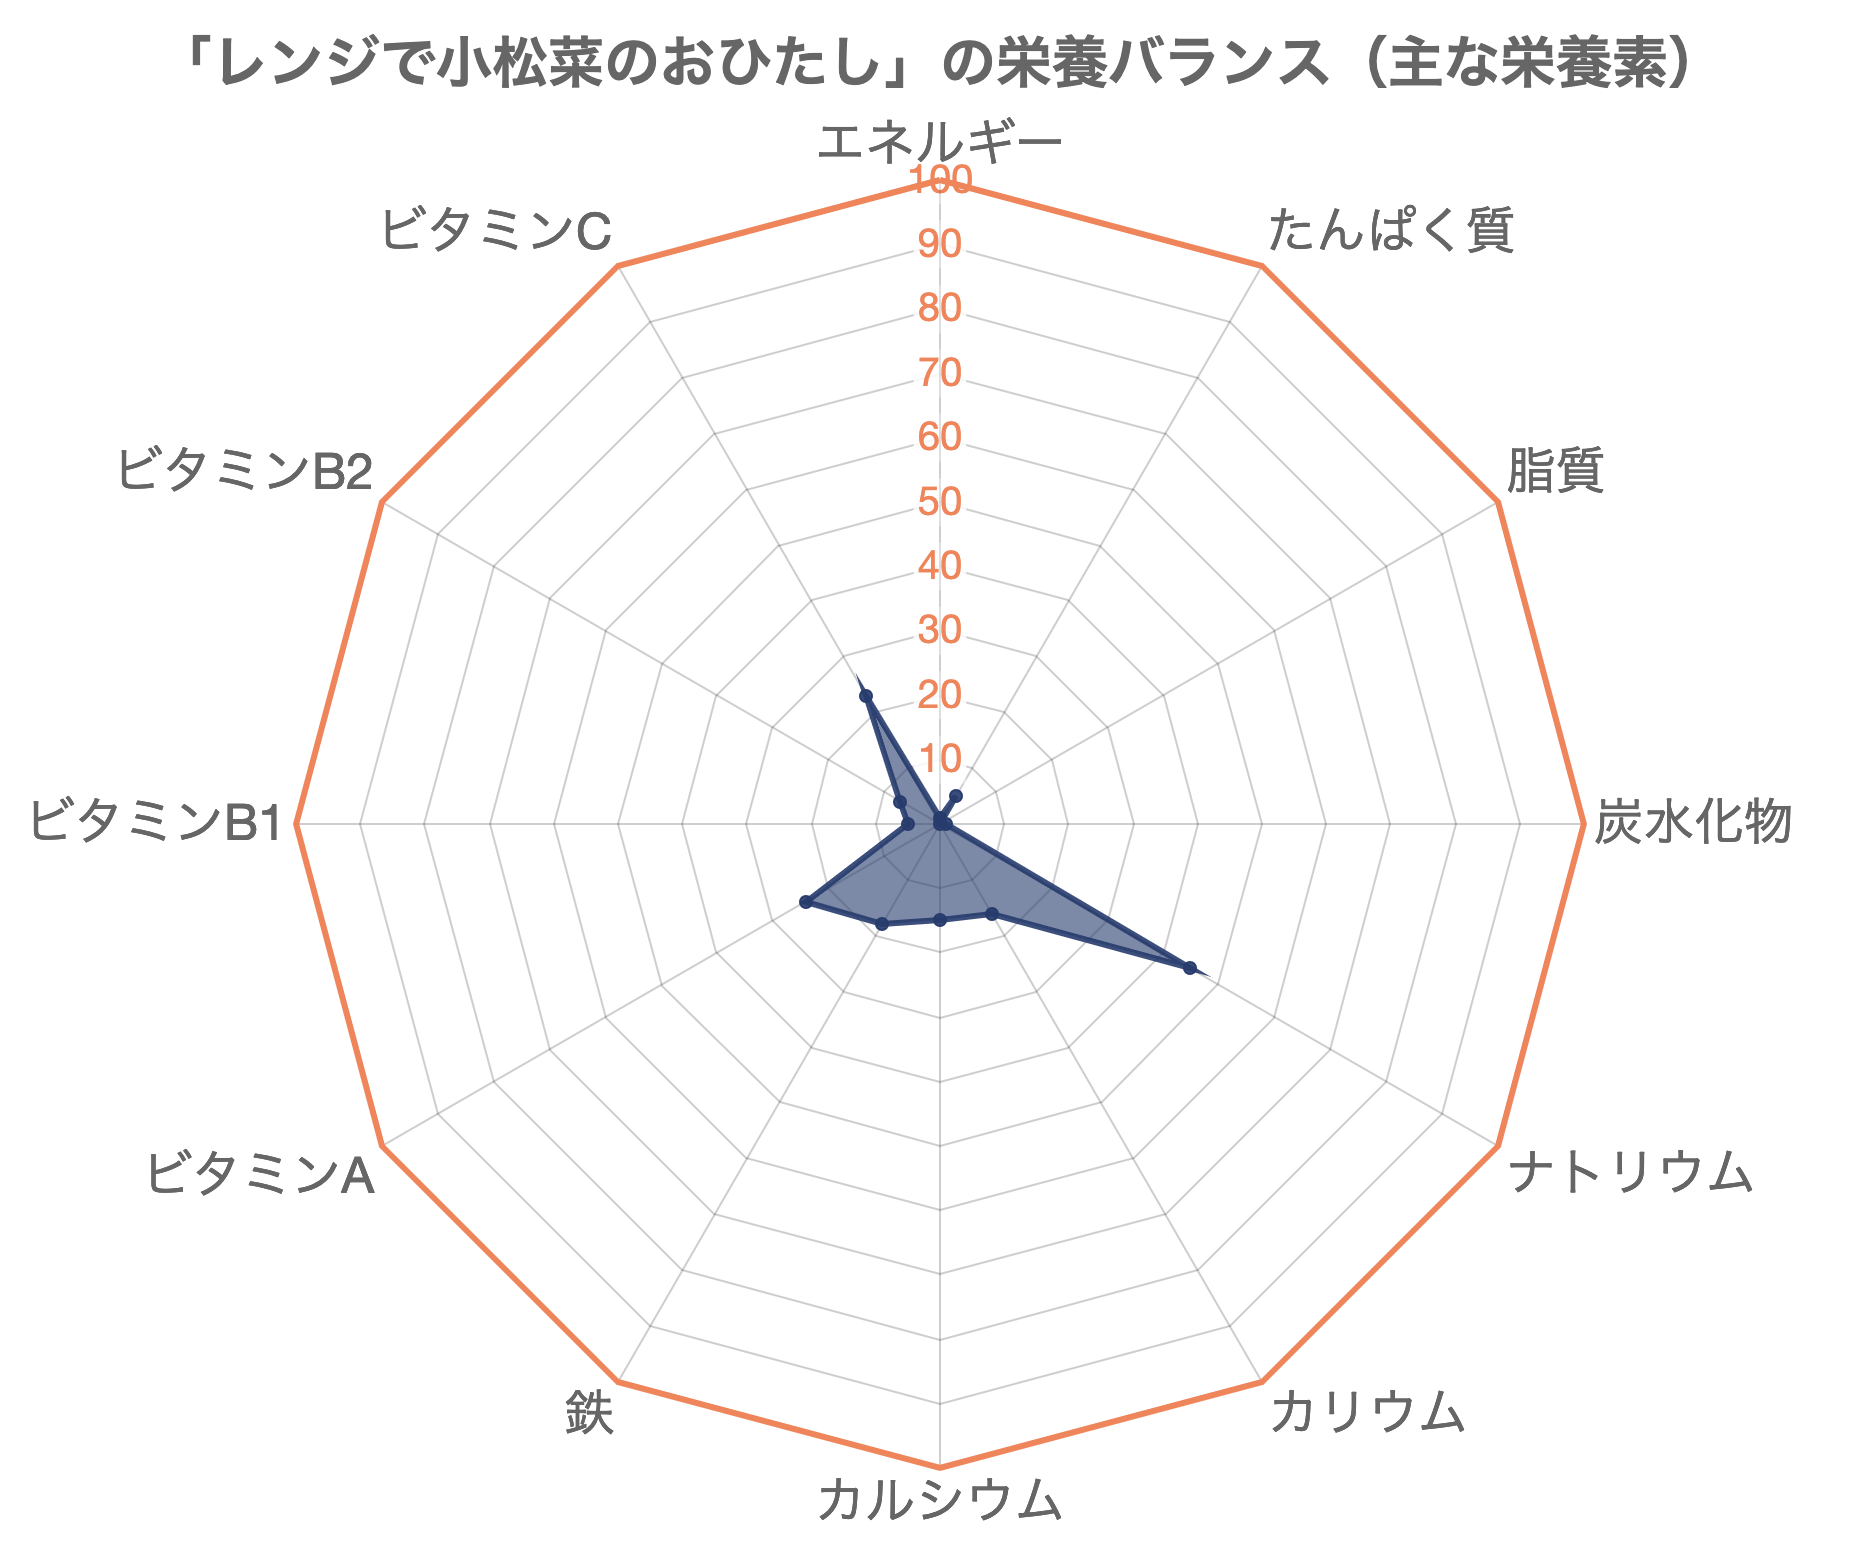 「レンジで小松菜のおひたし」の栄養バランス（主な栄養素）
エネルギー
たんぱく質
脂質
炭水化物
ナトリウム
カリウム
カルシウム
鉄
ビタミンA
ビタミンB1
ビタミンB2
ビタミンC
100
90
80
70
60
50
40
30
20
10